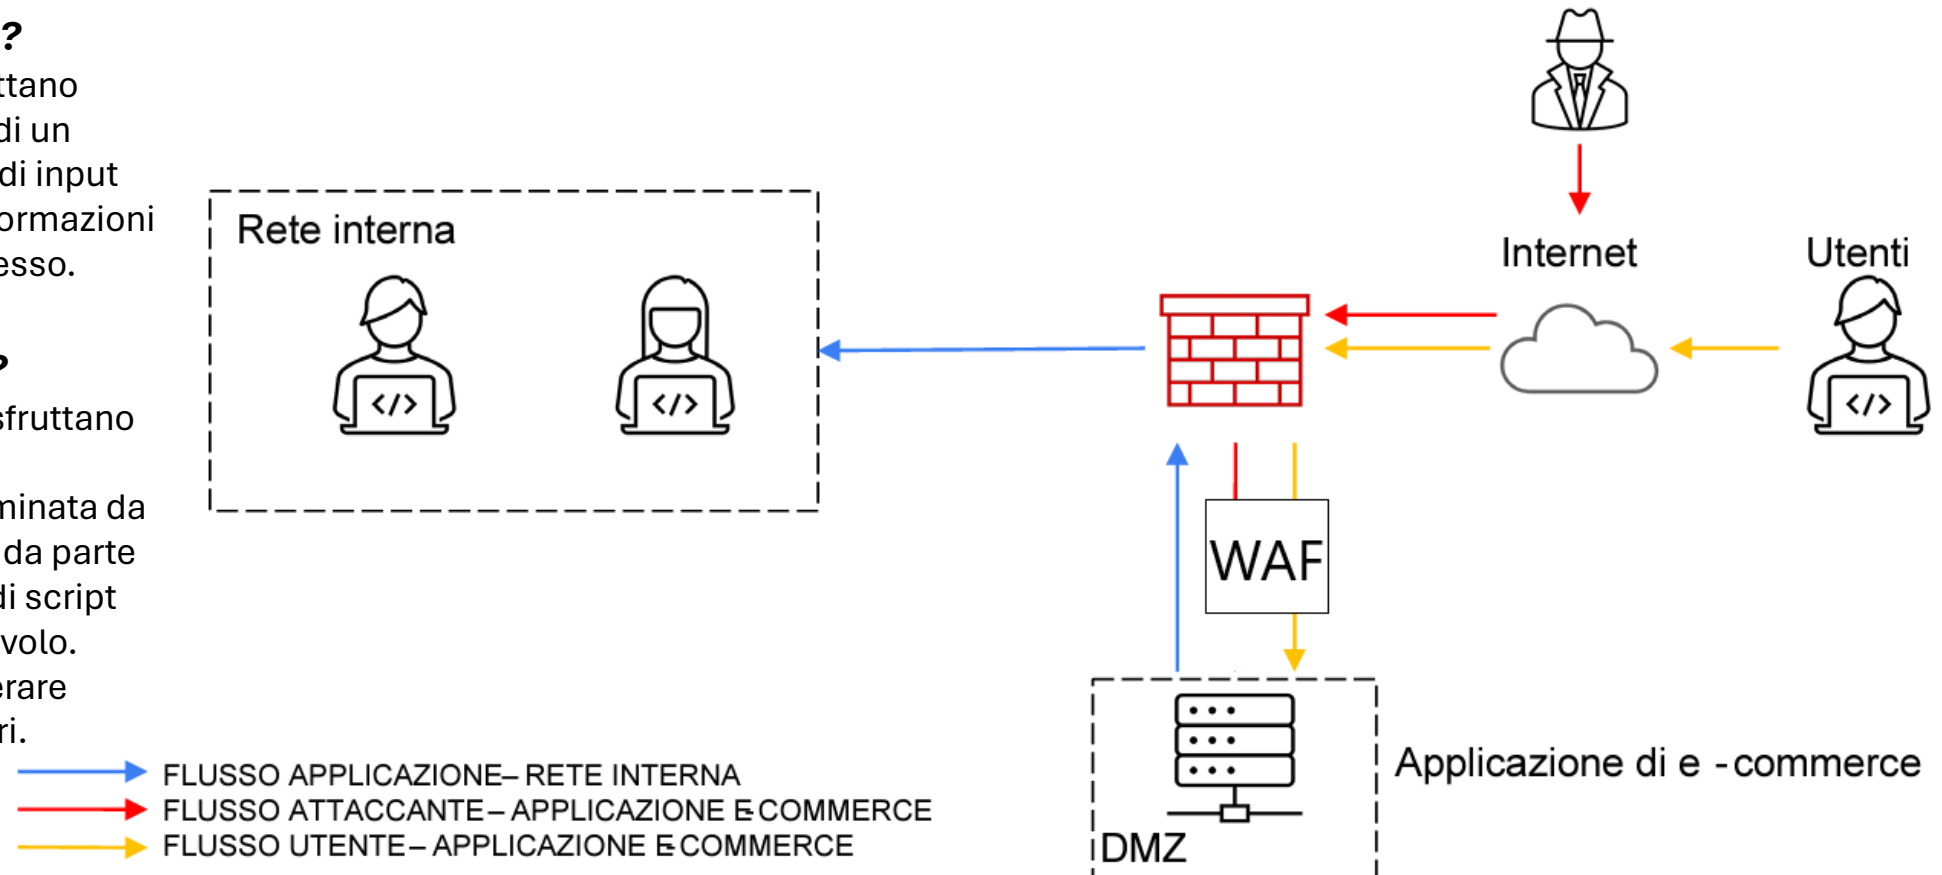 ?
ttano
di un
di input
ormazioni
esso.
?
sfruttano
minata da
da parte
di script
volo.
erare
ri.
Rete interna
Internet
Utenti
</>
</>
</>
WAF
Applicazione di e - commerce
DMZ
FLUSSO APPLICAZIONE– RETE INTERNA
FLUSSO ATTACCANTE– APPLICAZIONE E-COMMERCE
FLUSSO UTENTE– APPLICAZIONE E-COMMERCE